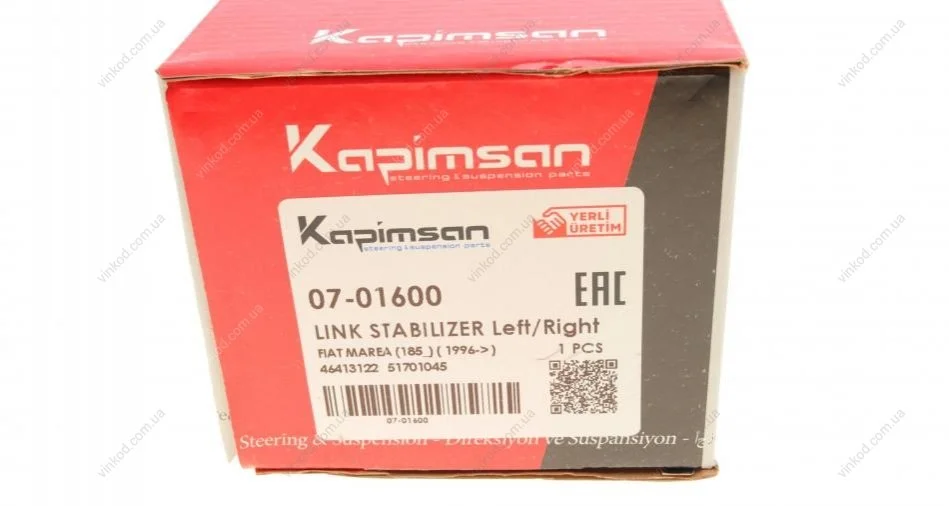 Kapimsan
Kapimsan
steering & suspension parts
Kapimsan
steering & suspension parts
YERLİ
ÜRETİM
07-01600
EAC
LINK STABILIZER Left/Right
FIAT MAREA (185_) ( 1996-> )
1 PCS
46413122 51701045
07-01600
Steering & Suspension - Direksiyon ve Suspansiyon -
vinkod.com.ua